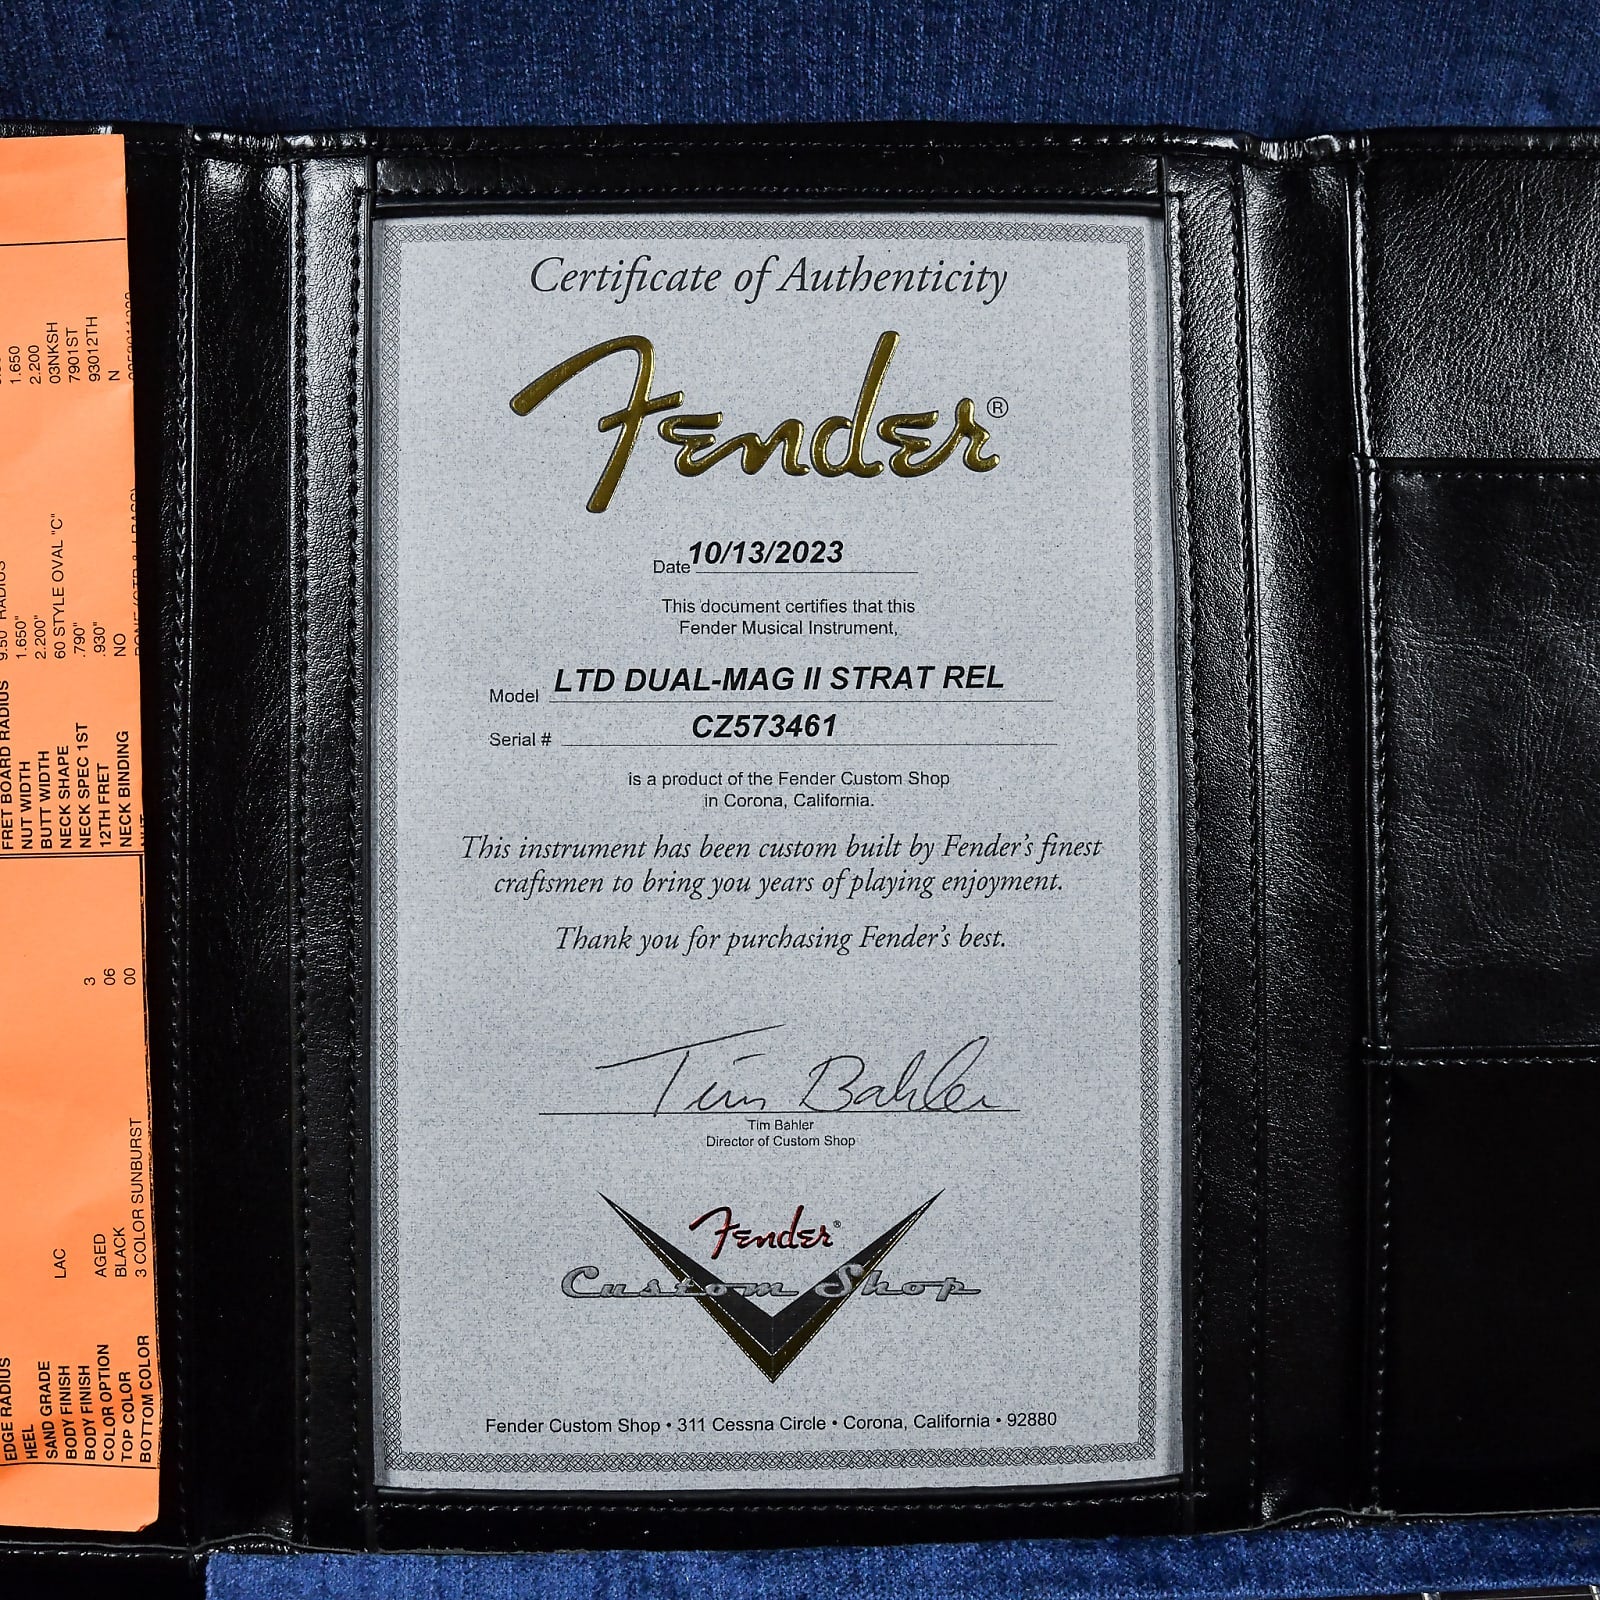 Certificate of Authenticity
Fender®
Date 10/13/2023
This document certifies that this
Fender Musical Instrument,
Model LTD DUAL-MAG II STRAT REL
Serial # CZ573461
is a product of the Fender Custom Shop
in Corona, California.
This instrument has been custom built by Fender's finest
craftsmen to bring you years of playing enjoyment.
Thank you for purchasing Fender's best.
Tim Bahler
Tim Bahler
Director of Custom Shop
Fender®
Custom Shop
Fender Custom Shop • 311 Cessna Circle • Corona, California • 92880
FRET BOARD RADIUS 9.50" RADIUS
NUT WIDTH 1.650" 1.650
BUTT WIDTH 2.200" 2.200
NECK SHAPE 60 STYLE OVAL "C" 03NKSH
NECK SPEC 1ST .790" 7901ST
12TH FRET .930" 93012TH
NECK BINDING NO N
EDGE RADIUS
HEEL
SAND GRADE
BODY FINISH LAC
BODY FINISH
COLOR OPTION AGED 3
TOP COLOR BLACK 06
BOTTOM COLOR 3 COLOR SUNBURST 00